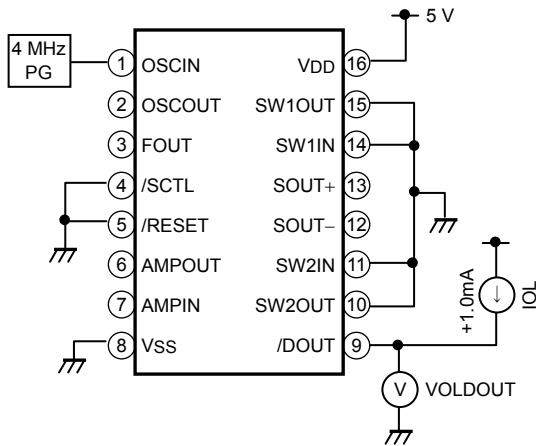 5 V
4 MHz
PG
1 OSCIN
VDD 16
2 OSCOUT
SW1OUT 15
3 FOUT
SW1IN 14
4 /SCTL
SOUT+ 13
5 /RESET
SOUT− 12
6 AMPOUT
SW2IN 11
7 AMPIN
SW2OUT 10
8 VSS
/DOUT 9
+1.0mA
↓
IOL
V VOLDOUT